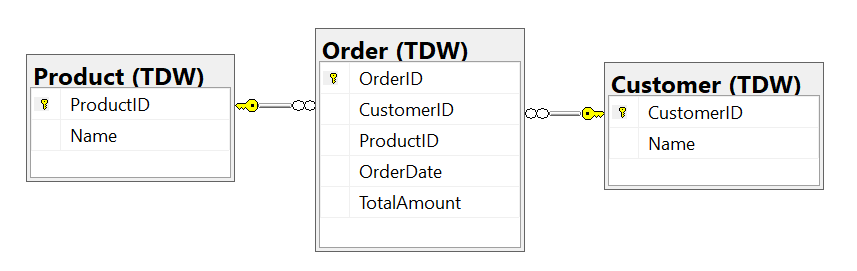 Product (TDW)
ProductID
Name
Order (TDW)
OrderID
CustomerID
ProductID
OrderDate
TotalAmount
Customer (TDW)
CustomerID
Name